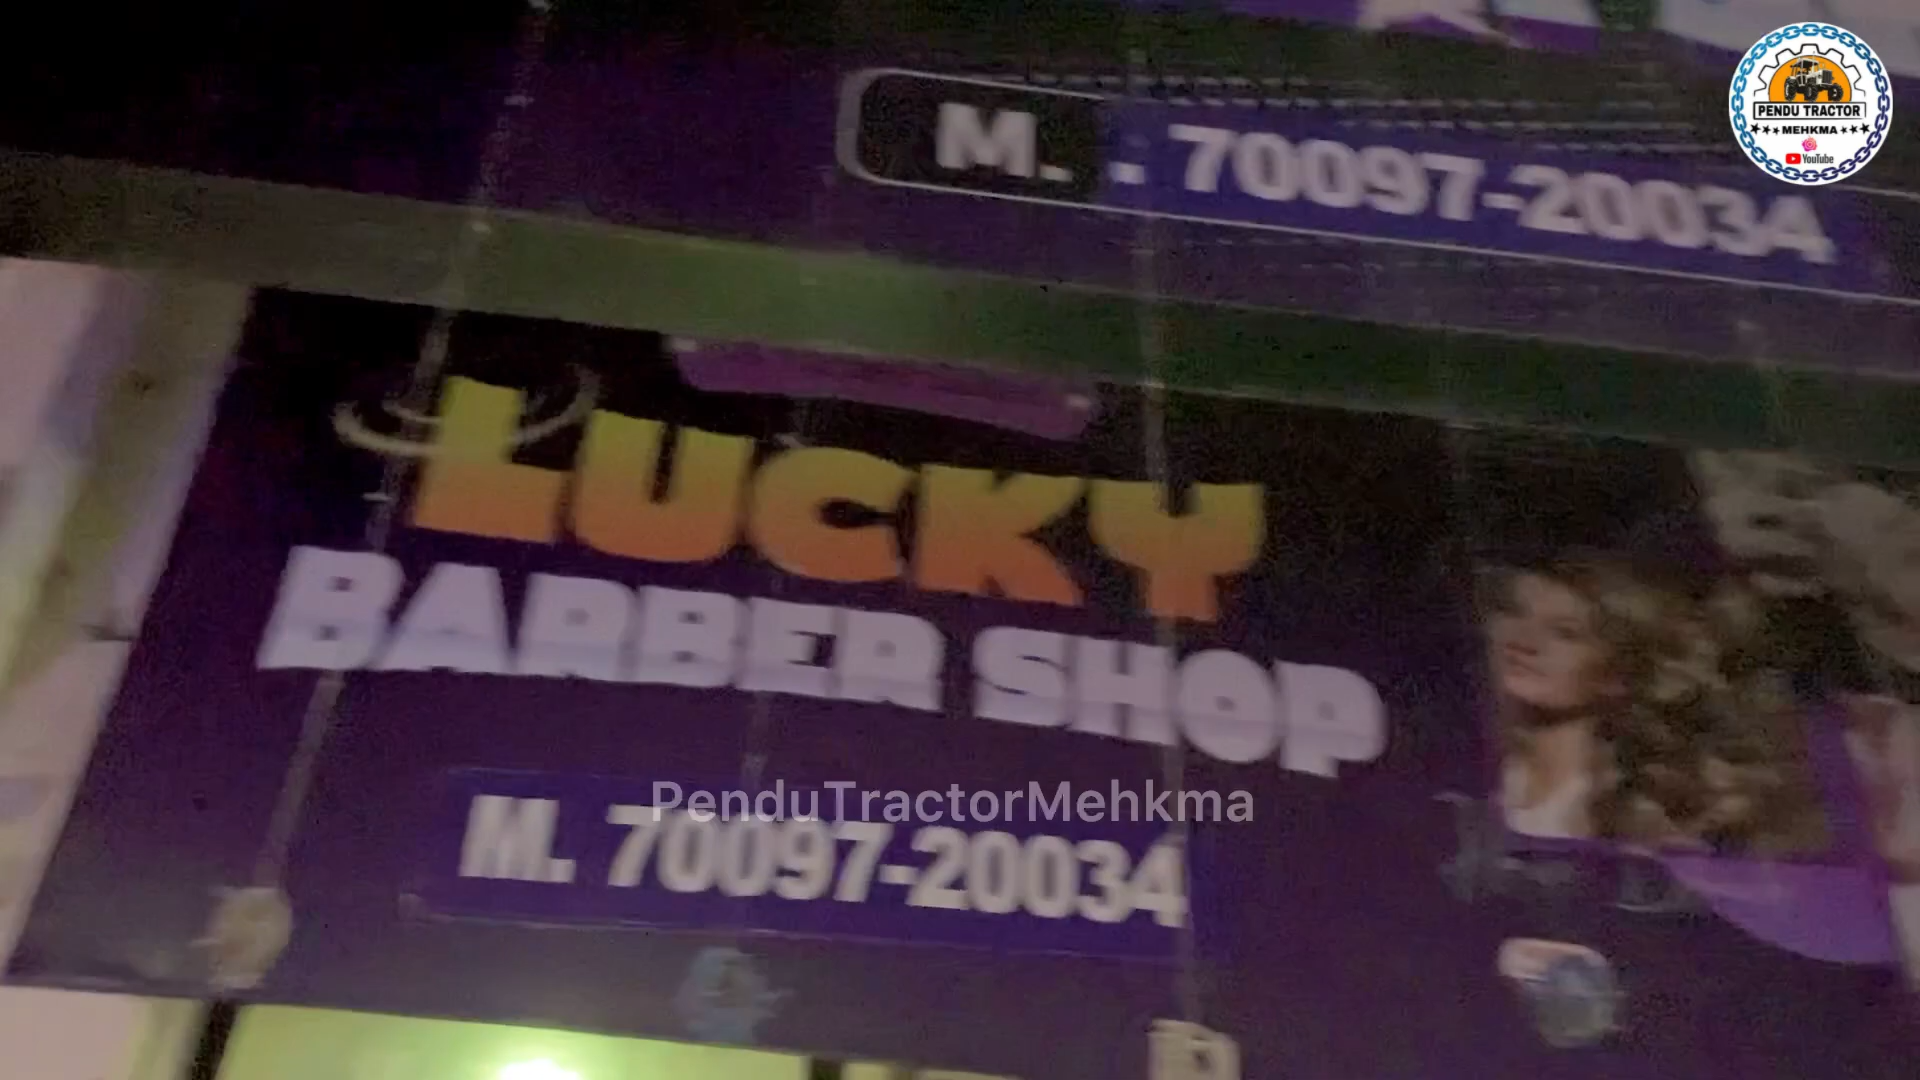 M. : 70097-20034
PENDU TRACTOR
MEHKMA
YouTube
LUCKY
BARBER SHOP
PenduTractorMehkma
M. 70097-20034